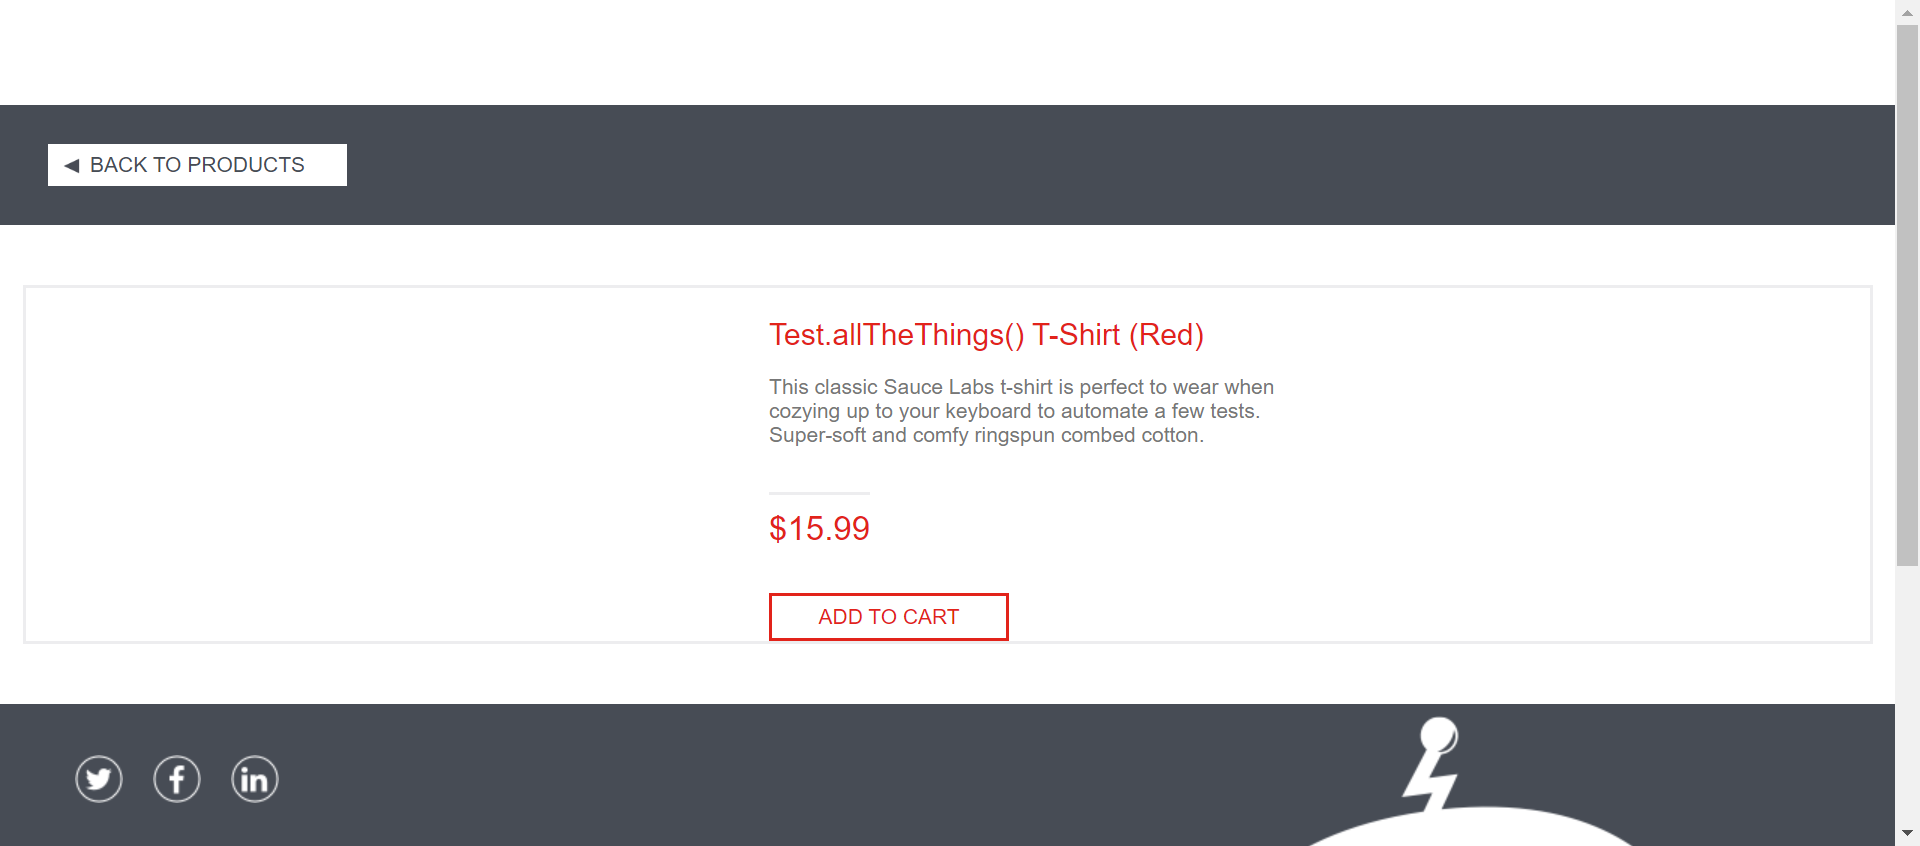 BACK TO PRODUCTS
Test.allTheThings() T-Shirt (Red)
This classic Sauce Labs t-shirt is perfect to wear when
cozying up to your keyboard to automate a few tests.
Super-soft and comfy ringspun combed cotton.
$15.99
ADD TO CART